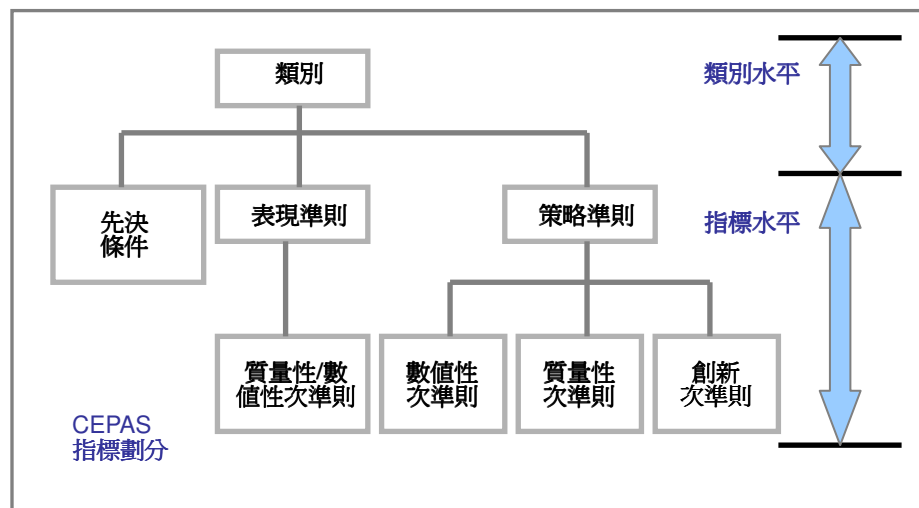 類別
類別水平
先決
條件
表現準則
策略準則
指標水平
質量性/數
值性次準則
數值性
次準則
質量性
次準則
創新
次準則
CEPAS
指標劃分